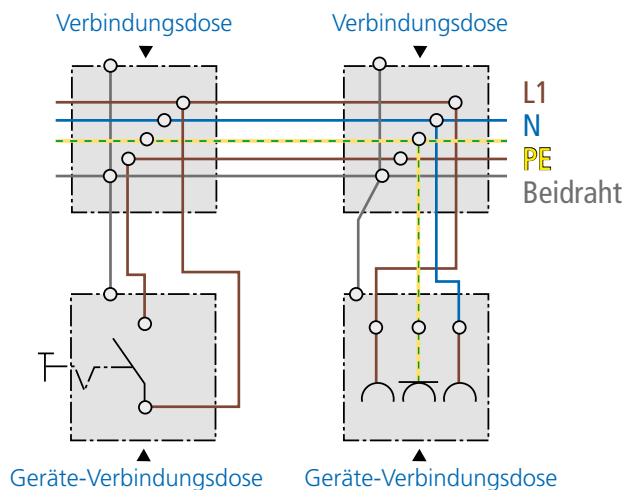 Verbindungsdose
Verbindungsdose
L1
N
PE
Beidraht
Geräte-Verbindungsdose
Geräte-Verbindungsdose